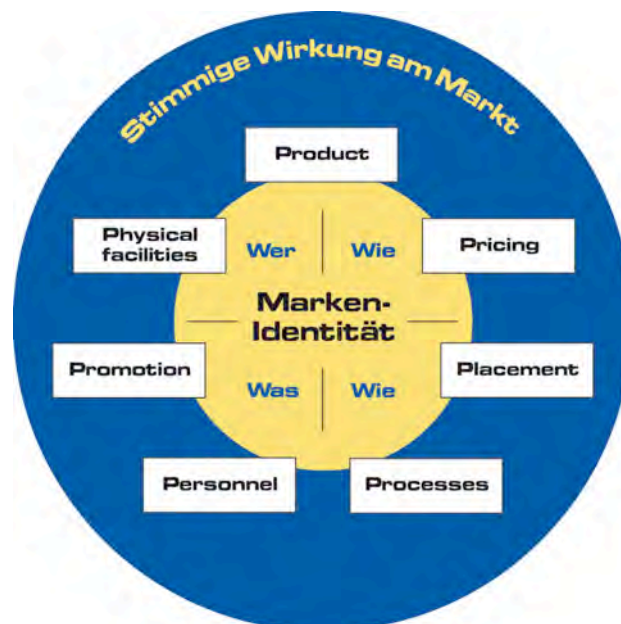 Stimmige Wirkung am Markt
Product
Physical
facilities
Wer
Wie
Pricing
Marken-
Identität
Promotion
Was
Wie
Placement
Personnel
Processes